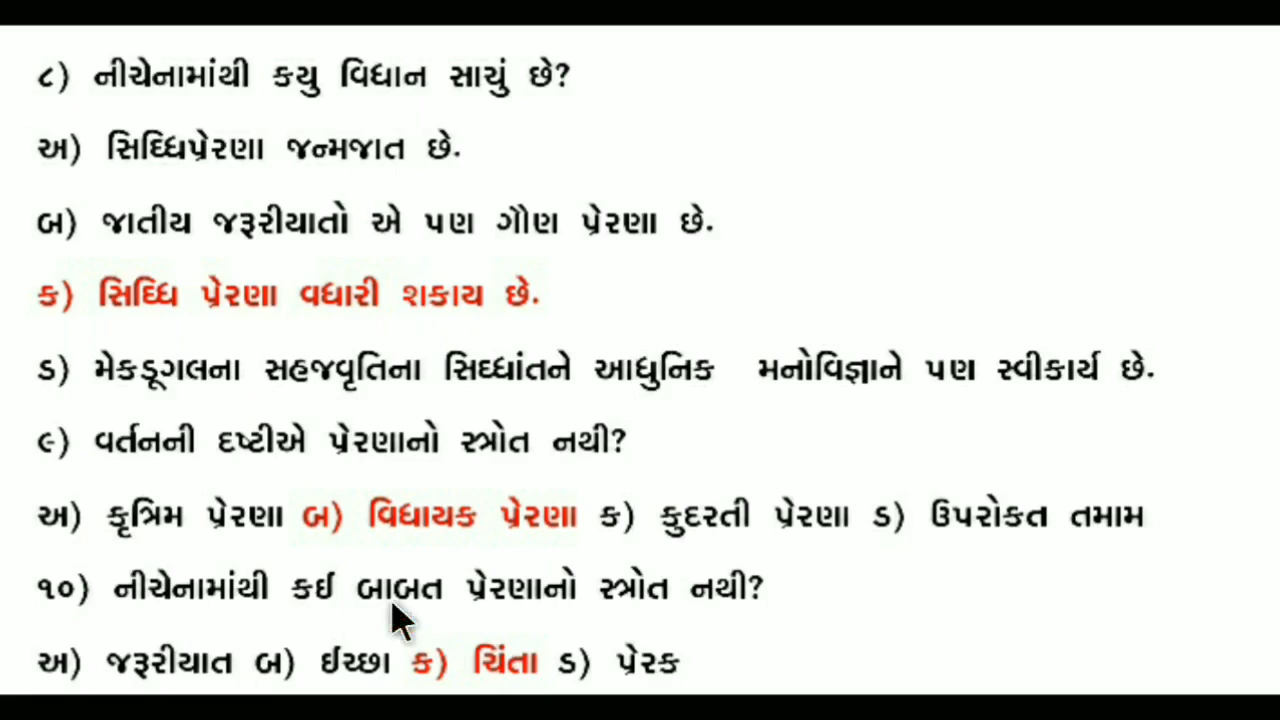 ૮) નીચેનામાંથી કયુ વિધાન સાચું છે?
અ) સિધ્ધિપ્રેરણા જન્મજાત છે.
બ) જાતીય જરૂરીયાતો એ પણ ગૌણ પ્રેરણા છે.
ક) સિધ્ધિ પ્રેરણા વધારી શકાય છે.
ડ) મેકડૂગલના સહજવૃતિના સિધ્ધાંતને આધુનિક મનોવિજ્ઞાને પણ સ્વીકાર્ય છે.
૯) વર્તનની દષ્ટીએ પ્રેરણાનો સ્ત્રોત નથી?
અ) કૃત્રિમ પ્રેરણા બ) વિધાયક પ્રેરણા ક) કુદરતી પ્રેરણા ડ) ઉપરોકત તમામ
૧૦) નીચેનામાંથી કઈ બાબત પ્રેરણાનો સ્ત્રોત નથી?
અ) જરૂરીયાત બ) ઈચ્છા ક) ચિંતા ડ) પ્રેરક